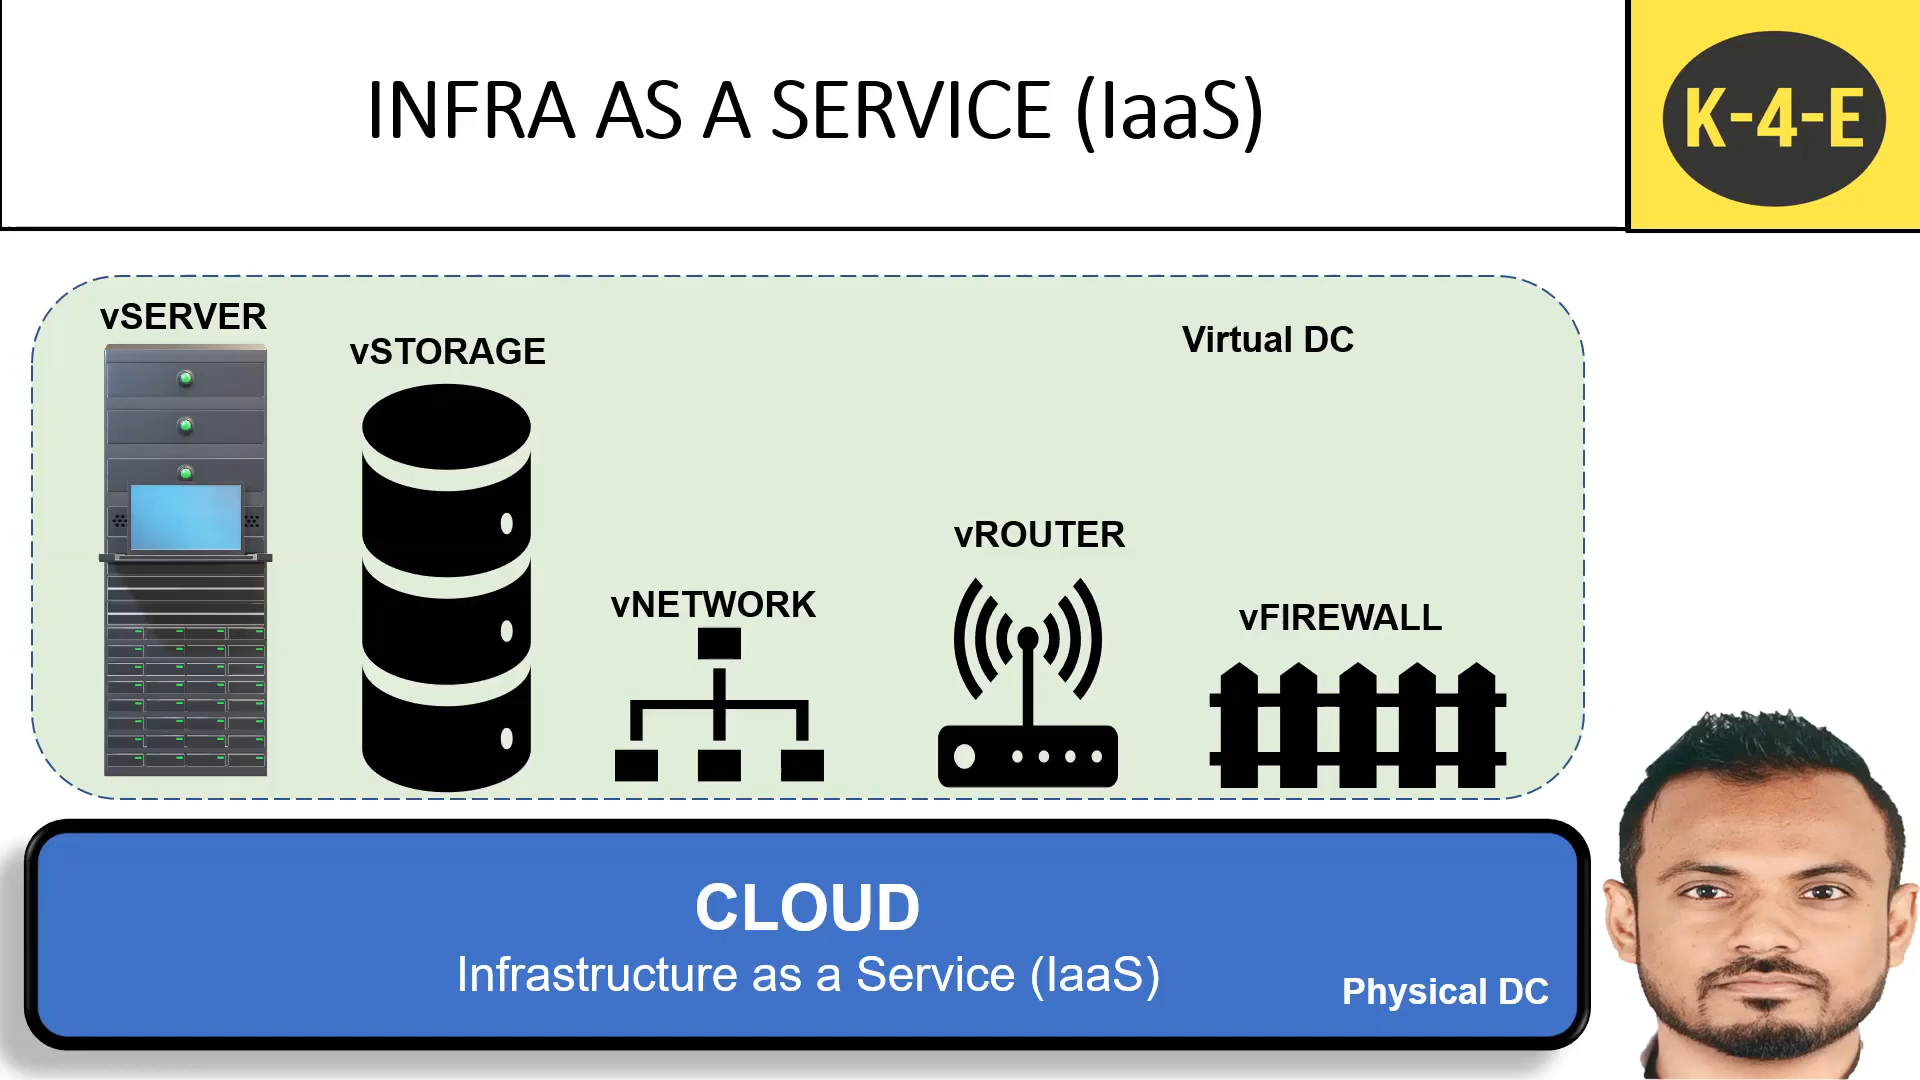 INFRA AS A SERVICE (IaaS)
K-4-E
vSERVER
vSTORAGE
Virtual DC
vROUTER
vNETWORK
vFIREWALL
CLOUD
Infrastructure as a Service (IaaS)
Physical DC